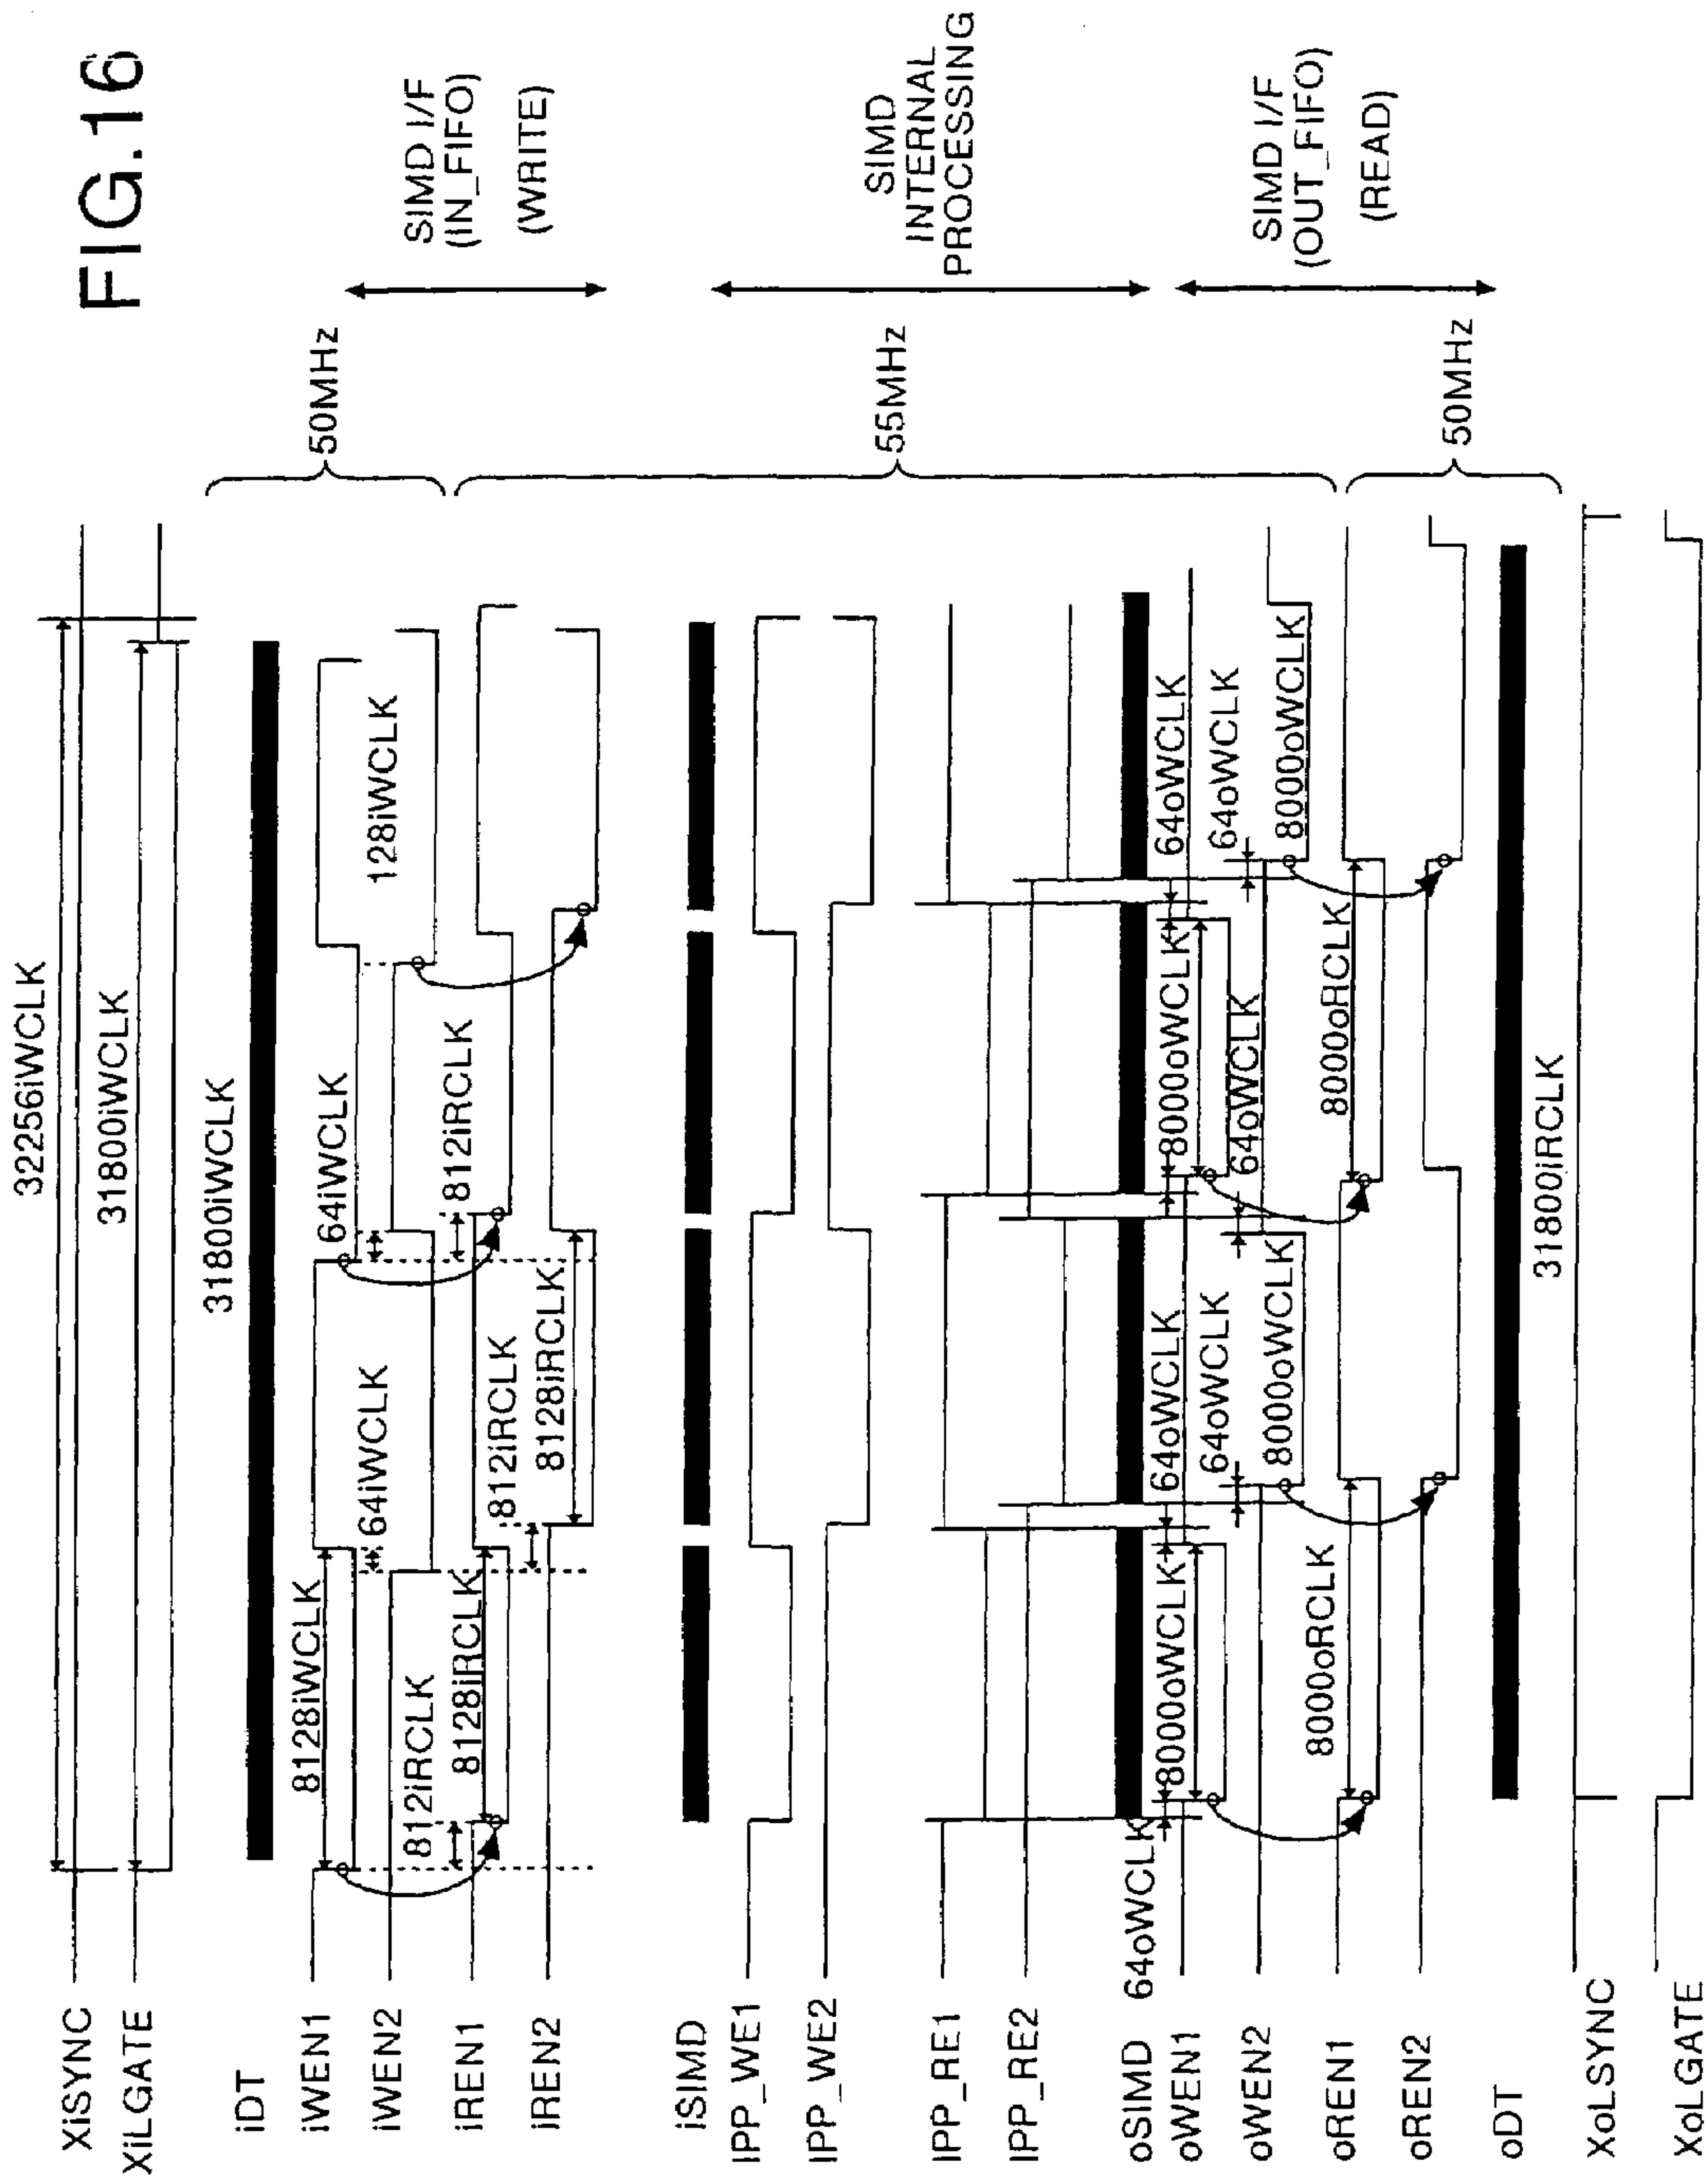 FIG.16
32256iWCLK
XiSYNC
31800iWCLK
XiLGATE
31800iWCLK
50MHz
iDT
8128iWCLK
64iWCLK
iWEN1
64iWCLK
128iWCLK
iWEN2
812iRCLK
8128iRCLK
812iRCLK
iREN1
812iRCLK
8128iRCLK
iREN2
SIMD I/F
(IN_FIFO)
(WRITE)
iSIMD
IPP_WE1
IPP_WE2
55MHz
SIMD
INTERNAL
PROCESSING
IPP_RE1
IPP_RE2
oSIMD
64oWCLK
8000oWCLK
64oWCLK
8000oWCLK
64oWCLK
oWEN1
64oWCLK
64oWCLK
64oWCLK
oWEN2
8000oWCLK
8000oWCLK
8000oRCLK
8000oRCLK
oREN1
oREN2
50MHz
SIMD I/F
(OUT_FIFO)
(READ)
oDT
31800iRCLK
XoLSYNC
XoLGATE